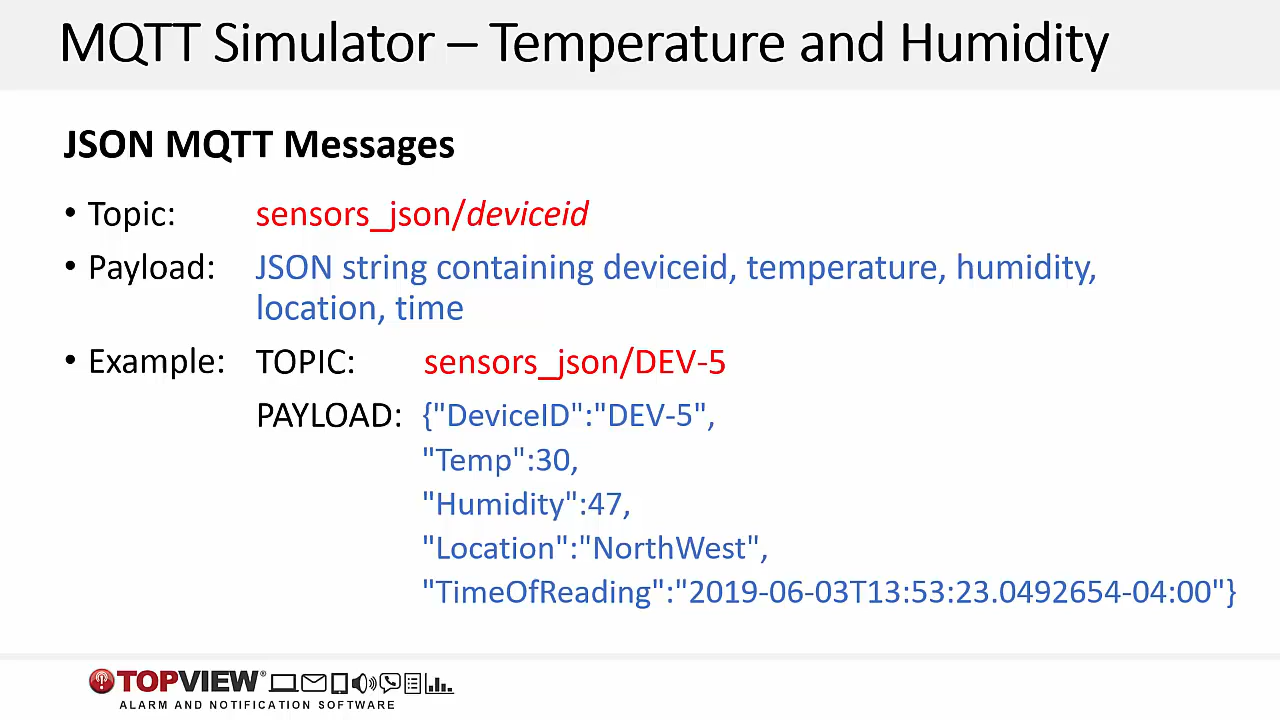 MQTT Simulator – Temperature and Humidity
JSON MQTT Messages
• Topic: sensors_json/deviceid
• Payload: JSON string containing deviceid, temperature, humidity,
location, time
• Example: TOPIC: sensors_json/DEV-5
PAYLOAD: {"DeviceID":"DEV-5",
"Temp":30,
"Humidity":47,
"Location":"NorthWest",
"TimeOfReading":"2019-06-03T13:53:23.0492654-04:00"}
TOPVIEW®
ALARM AND NOTIFICATION SOFTWARE